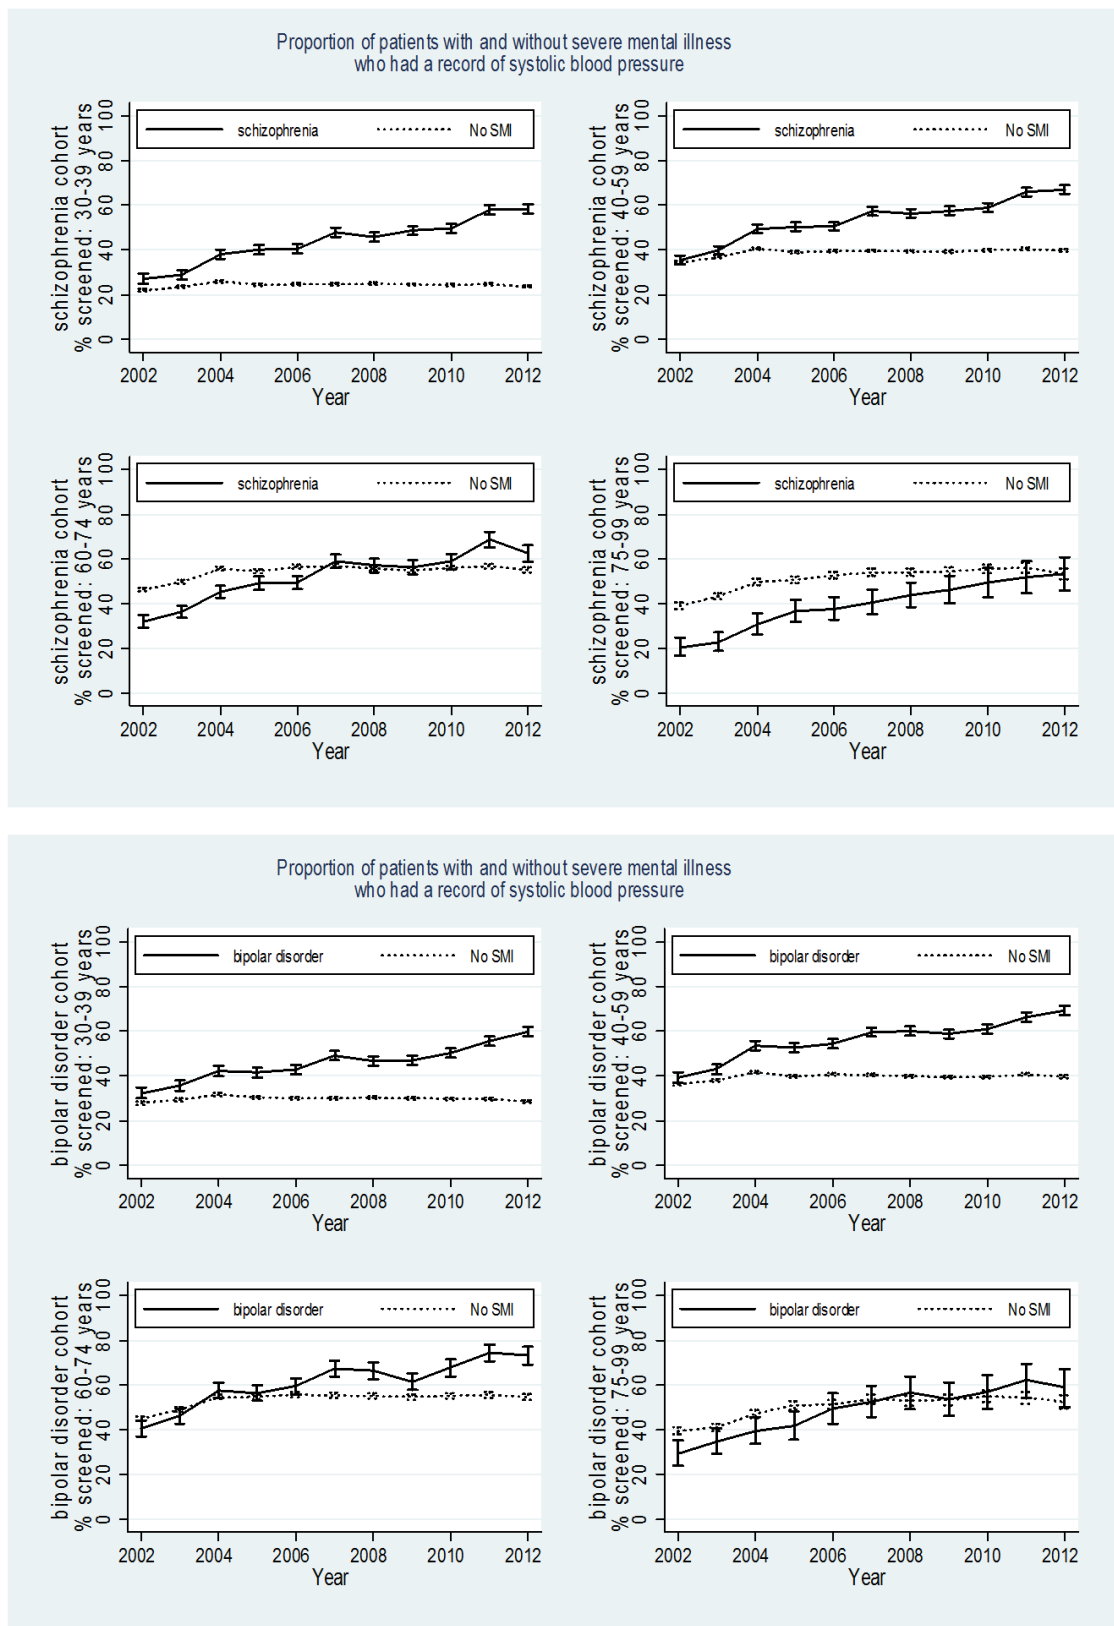 Proportion of patients with and without severe mental illness
who had a record of systolic blood pressure
schizophrenia cohort
% screened: 30-39 years
0 20 40 60 80 100
schizophrenia No SMI
2002 2004 2006 2008 2010 2012
Year
schizophrenia cohort
% screened: 40-59 years
0 20 40 60 80 100
schizophrenia No SMI
2002 2004 2006 2008 2010 2012
Year
schizophrenia cohort
% screened: 60-74 years
0 20 40 60 80 100
schizophrenia No SMI
2002 2004 2006 2008 2010 2012
Year
schizophrenia cohort
% screened: 75-99 years
0 20 40 60 80 100
schizophrenia No SMI
2002 2004 2006 2008 2010 2012
Year
Proportion of patients with and without severe mental illness
who had a record of systolic blood pressure
bipolar disorder cohort
% screened: 30-39 years
0 20 40 60 80 100
bipolar disorder No SMI
2002 2004 2006 2008 2010 2012
Year
bipolar disorder cohort
% screened: 40-59 years
0 20 40 60 80 100
bipolar disorder No SMI
2002 2004 2006 2008 2010 2012
Year
bipolar disorder cohort
% screened: 60-74 years
0 20 40 60 80 100
bipolar disorder No SMI
2002 2004 2006 2008 2010 2012
Year
bipolar disorder cohort
% screened: 75-99 years
0 20 40 60 80 100
bipolar disorder No SMI
2002 2004 2006 2008 2010 2012
Year